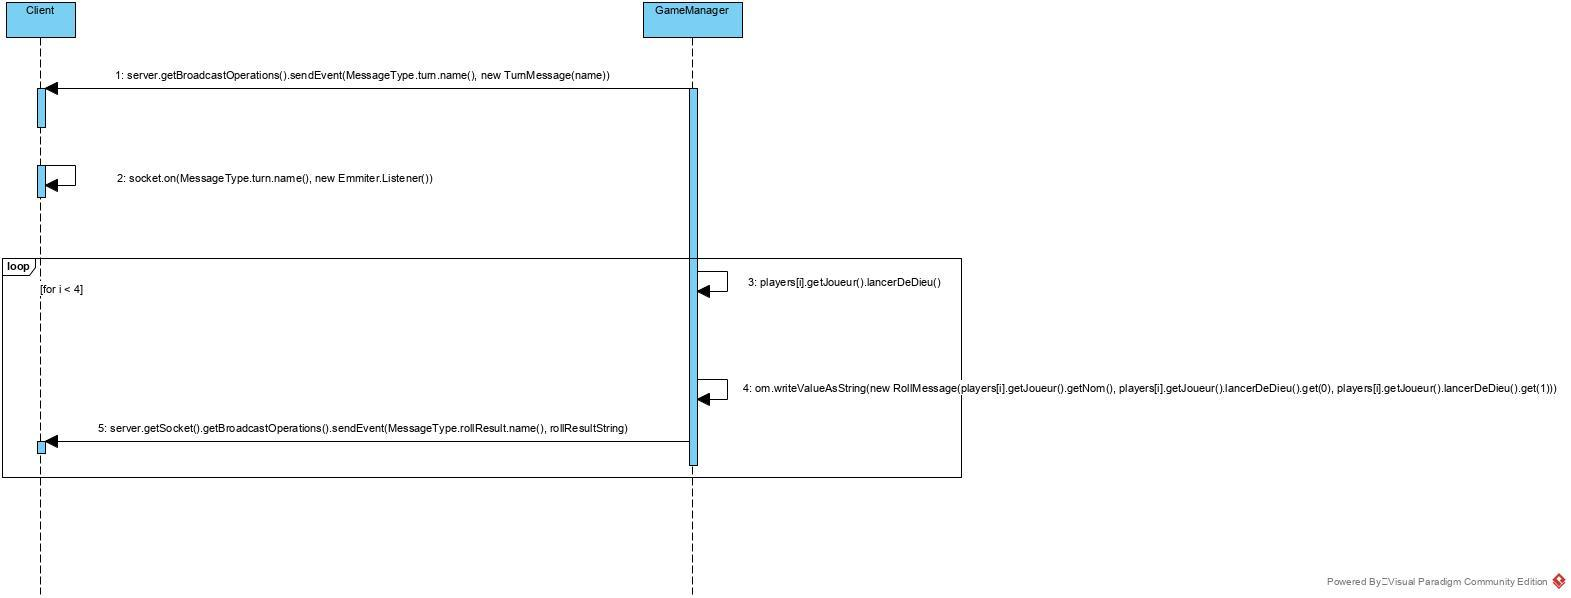 Client
GameManager
1: server.getBroadcastOperations().sendEvent(MessageType.turn.name(), new TurnMessage(name))
2: socket.on(MessageType.turn.name(), new Emmiter.Listener())
loop
[for i < 4]
3: players[i].getJoueur().lancerDeDieu()
4: om.writeValueAsString(new RollMessage(players[i].getJoueur().getNom(), players[i].getJoueur().lancerDeDieu().get(0), players[i].getJoueur().lancerDeDieu().get(1)))
5: server.getSocket().getBroadcastOperations().sendEvent(MessageType.rollResult.name(), rollResultString)
Powered By Visual Paradigm Community Edition